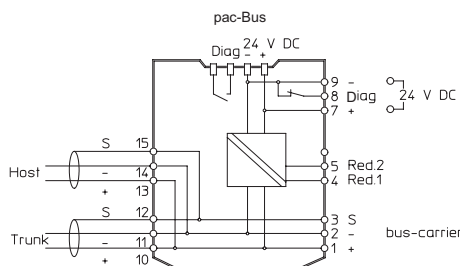 pac-Bus
Diag 24 V DC
- +
9 -
8 Diag 24 V DC
7 +
S 15
Host - 14
+ 13
5 Red.2
4 Red.1
S 12
3 S
Trunk - 11
2 - bus-carrier
+ 10
1 +